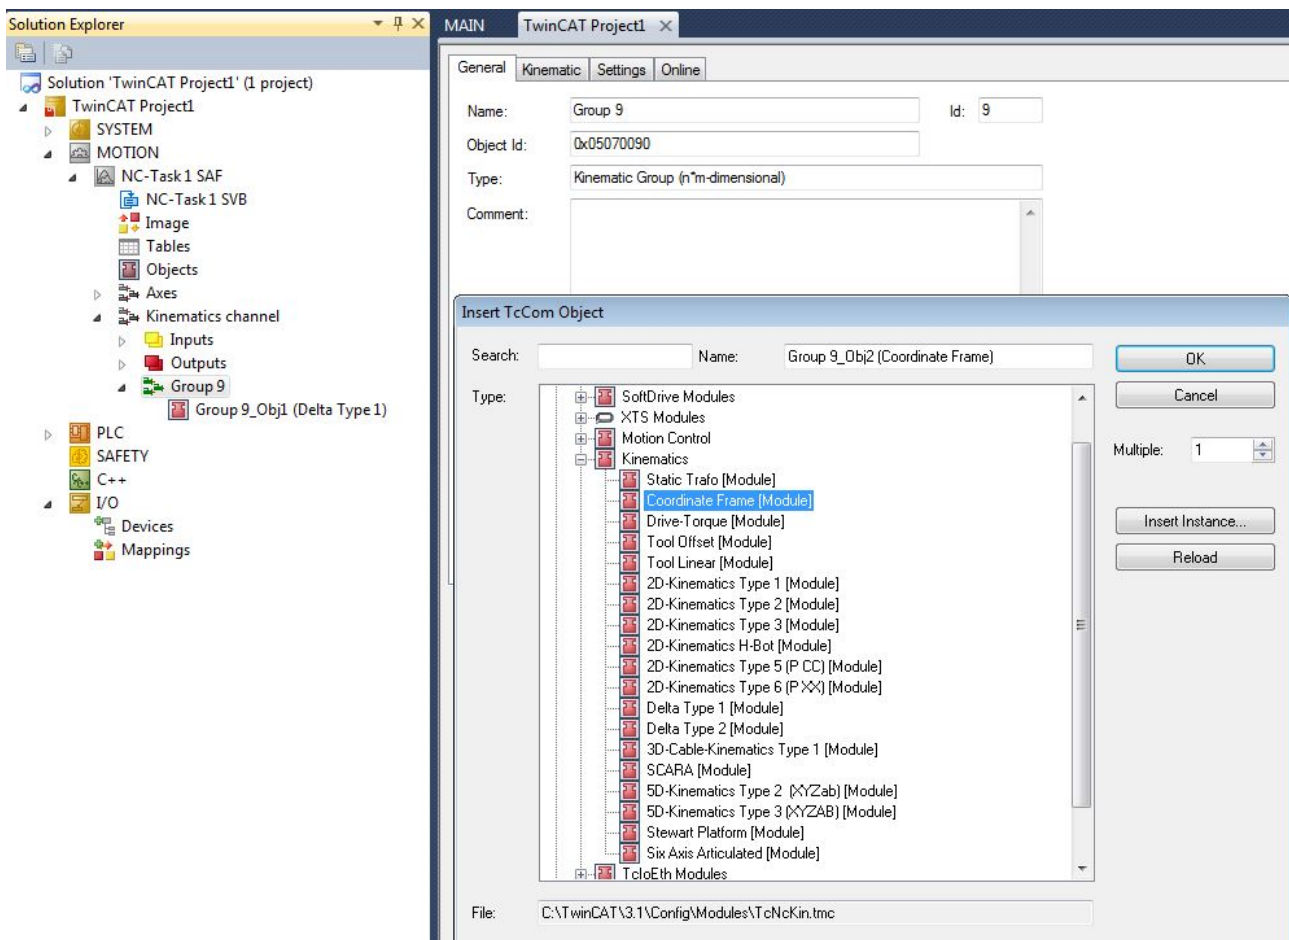 Solution Explorer
Solution 'TwinCAT Project1' (1 project)
TwinCAT Project1
SYSTEM
MOTION
NC-Task 1 SAF
NC-Task 1 SVB
Image
Tables
Objects
Axes
Kinematics channel
Inputs
Outputs
Group 9
Group 9_Obj1 (Delta Type 1)
PLC
SAFETY
C++
I/O
Devices
Mappings
MAIN TwinCAT Project1
General Kinematic Settings Online
Name: Group 9 Id: 9
Object Id: 0x05070090
Type: Kinematic Group (n*m-dimensional)
Comment:
Insert TcCom Object
Search: Name: Group 9_Obj2 (Coordinate Frame) OK
Type: Cancel
Multiple: 1
Insert Instance...
Reload
SoftDrive Modules
XTS Modules
Motion Control
Kinematics
Static Trafo [Module]
Coordinate Frame [Module]
Drive-Torque [Module]
Tool Offset [Module]
Tool Linear [Module]
2D-Kinematics Type 1 [Module]
2D-Kinematics Type 2 [Module]
2D-Kinematics Type 3 [Module]
2D-Kinematics H-Bot [Module]
2D-Kinematics Type 5 (P CC) [Module]
2D-Kinematics Type 6 (P XX) [Module]
Delta Type 1 [Module]
Delta Type 2 [Module]
3D-Cable-Kinematics Type 1 [Module]
SCARA [Module]
5D-Kinematics Type 2 (XYZab) [Module]
5D-Kinematics Type 3 (XYZAB) [Module]
Stewart Platform [Module]
Six Axis Articulated [Module]
TcIoEth Modules
File: C:\TwinCAT\3.1\Config\Modules\TcNcKin.tmc